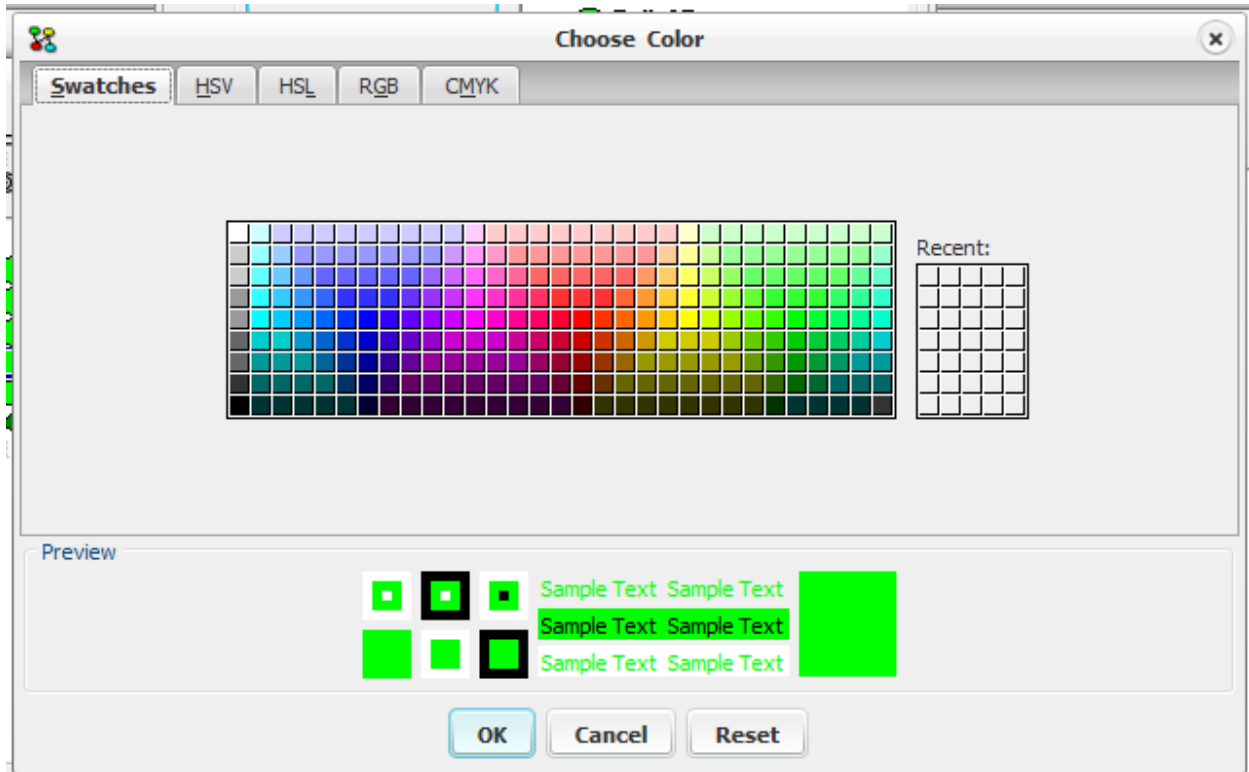 Choose Color
Swatches HSV HSL RGB CMYK
Recent:
Preview
Sample Text Sample Text
Sample Text Sample Text
Sample Text Sample Text
OK Cancel Reset